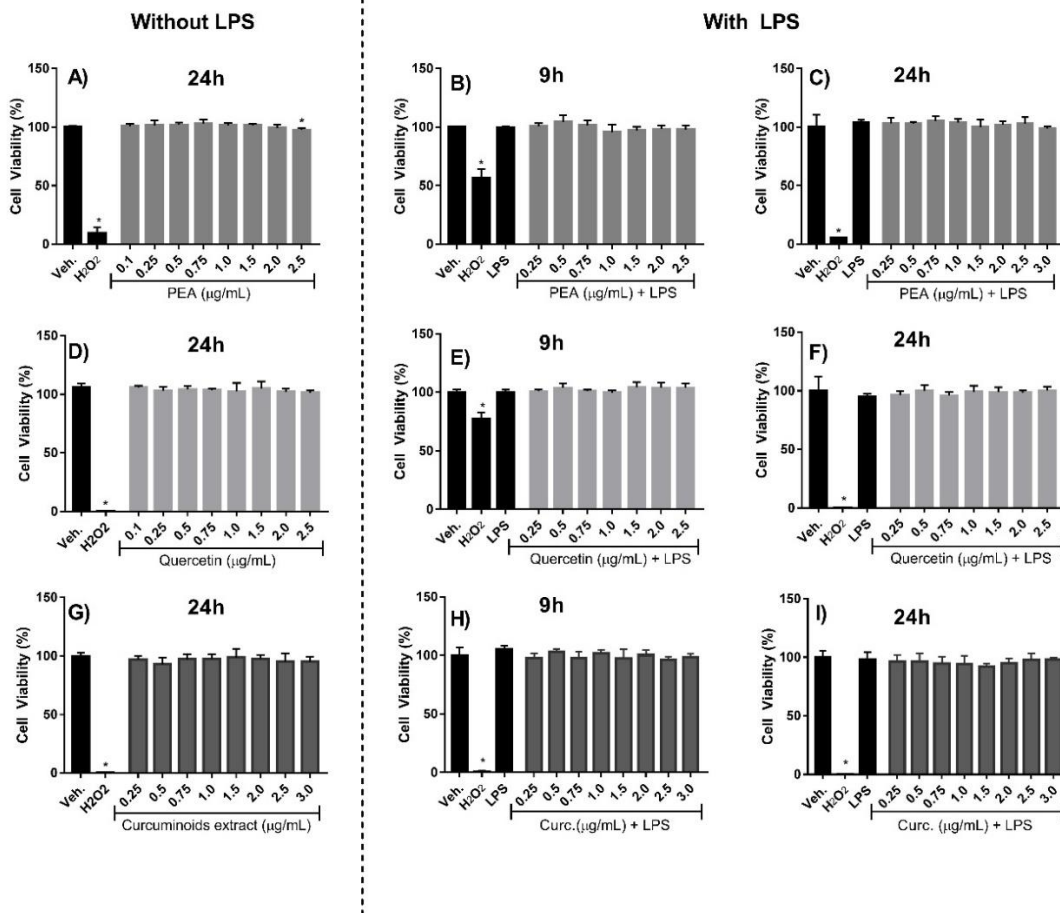 Without LPS
With LPS
A)
24h
Cell Viability (%)
150
100
50
0
Veh.
H2O2
0.1
0.25
0.5
0.75
1.0
1.5
2.0
2.5
PEA (μg/mL)
*
*
B)
9h
Cell Viability (%)
150
100
50
0
Veh.
H2O2
LPS
0.25
0.5
0.75
1.0
1.5
2.0
2.5
PEA (μg/mL) + LPS
*
C)
24h
Cell Viability (%)
150
100
50
0
Veh.
H2O2
LPS
0.25
0.5
0.75
1.0
1.5
2.0
2.5
3.0
PEA (μg/mL) + LPS
*
D)
24h
Cell Viability (%)
150
100
50
0
Veh.
H2O2
0.1
0.25
0.5
0.75
1.0
1.5
2.0
2.5
Quercetin (μg/mL)
*
E)
9h
Cell Viability (%)
150
100
50
0
Veh.
H2O2
LPS
0.25
0.5
0.75
1.0
1.5
2.0
2.5
Quercetin (μg/mL) + LPS
*
F)
24h
Cell Viability (%)
150
100
50
0
Veh.
H2O2
LPS
0.25
0.5
0.75
1.0
1.5
2.0
2.5
Quercetin (μg/mL) + LPS
*
G)
24h
Cell Viability (%)
150
100
50
0
Veh.
H2O2
0.25
0.5
0.75
1.0
1.5
2.0
2.5
3.0
Curcuminoids extract (μg/mL)
*
H)
9h
Cell Viability (%)
150
100
50
0
Veh.
H2O2
LPS
0.25
0.5
0.75
1.0
1.5
2.0
2.5
3.0
Curc.(μg/mL) + LPS
*
I)
24h
Cell Viability (%)
150
100
50
0
Veh.
H2O2
LPS
0.25
0.5
0.75
1.0
1.5
2.0
2.5
3.0
Curc. (μg/mL) + LPS
*